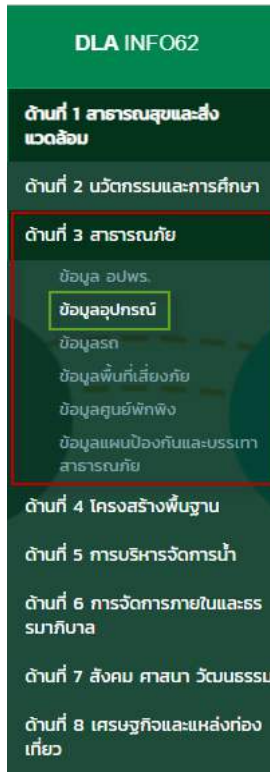 DLA INFO62
ด้านที่ 1 สาธารณสุขและสิ่ง
แวดล้อม
ด้านที่ 2 นวัตกรรมและการศึกษา
ด้านที่ 3 สาธารณภัย
ข้อมูล อปพร.
ข้อมูลอุปกรณ์
ข้อมูลรถ
ข้อมูลพื้นที่เสี่ยงภัย
ข้อมูลศูนย์พักพิง
ข้อมูลแผนป้องกันและบรรเทา
สาธารณภัย
ด้านที่ 4 โครงสร้างพื้นฐาน
ด้านที่ 5 การบริหารจัดการน้ำ
ด้านที่ 6 การจัดการภายในและธร
รมาภิบาล
ด้านที่ 7 สังคม ศาสนา วัฒนธรรม
ด้านที่ 8 เศรษฐกิจและแหล่งท่อง
เที่ยว